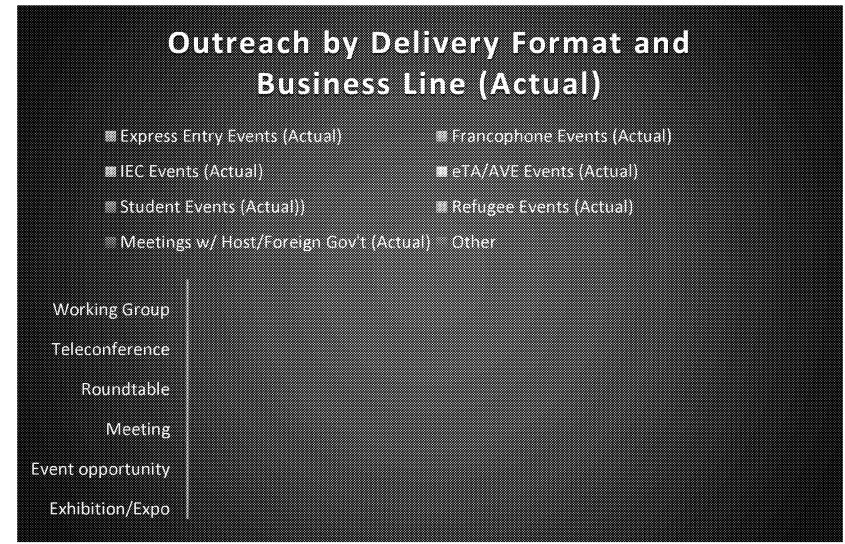 Outreach by Delivery Format and
Business Line (Actual)
Express Entry Events (Actual)
Francophone Events (Actual)
IEC Events (Actual)
eTA/AVE Events (Actual)
Student Events (Actual))
Refugee Events (Actual)
Meetings w/ Host/Foreign Gov't (Actual)
Other
Working Group
Teleconference
Roundtable
Meeting
Event opportunity
Exhibition/Expo